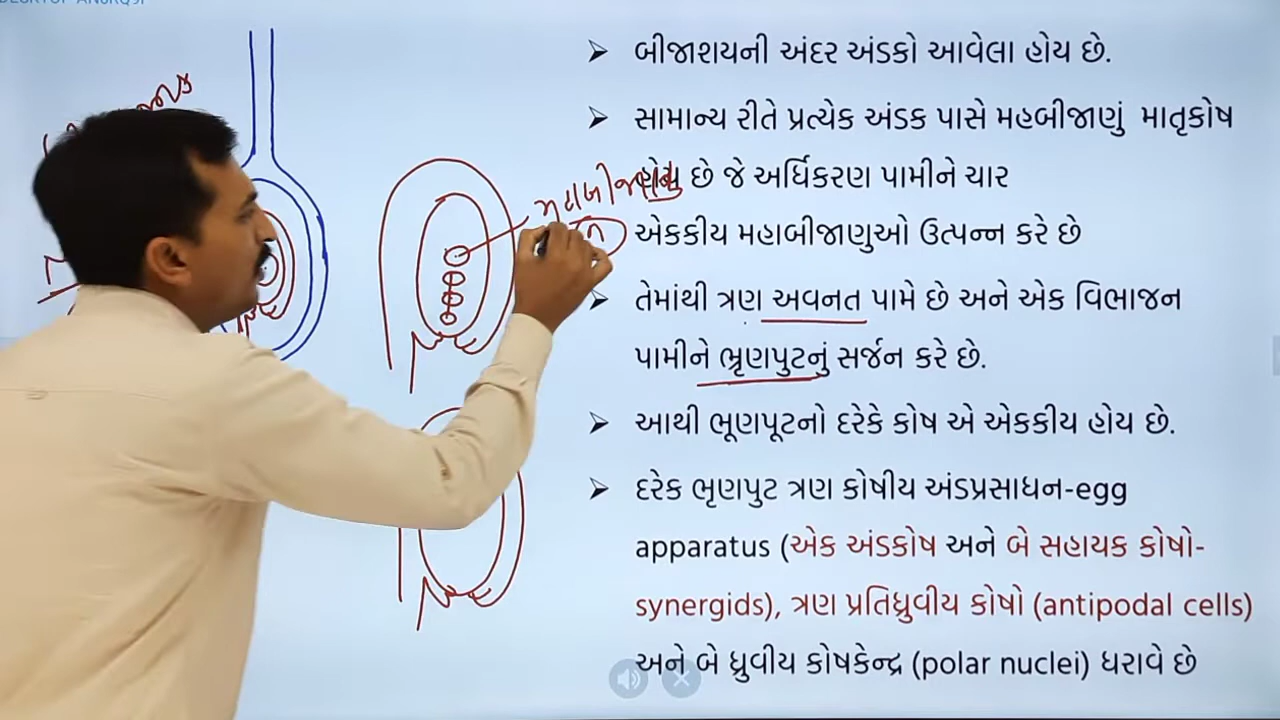 બીજાશયની અંદર અંડકો આવેલા હોય છે.
સામાન્ય રીતે પ્રત્યેક અંડક પાસે મહબીજાણું માતૃકોષ
હોય છે જે અર્ધિકરણ પામીને ચાર
એકકીય મહાબીજાણુઓ ઉત્પન્ન કરે છે
તેમાંથી ત્રણ અવનત પામે છે અને એક વિભાજન
પામીને ભ્રૃણપુટનું સર્જન કરે છે.
આથી ભૂણપૂટનો દરેકે કોષ એ એકકીય હોય છે.
દરેક ભૃણપુટ ત્રણ કોષીય અંડપ્રસાધન-egg
apparatus (એક અંડકોષ અને બે સહાયક કોષો-
synergids), ત્રણ પ્રતિધ્રુવીય કોષો (antipodal cells)
અને બે ધ્રુવીય કોષકેન્દ્ર (polar nuclei) ધરાવે છે